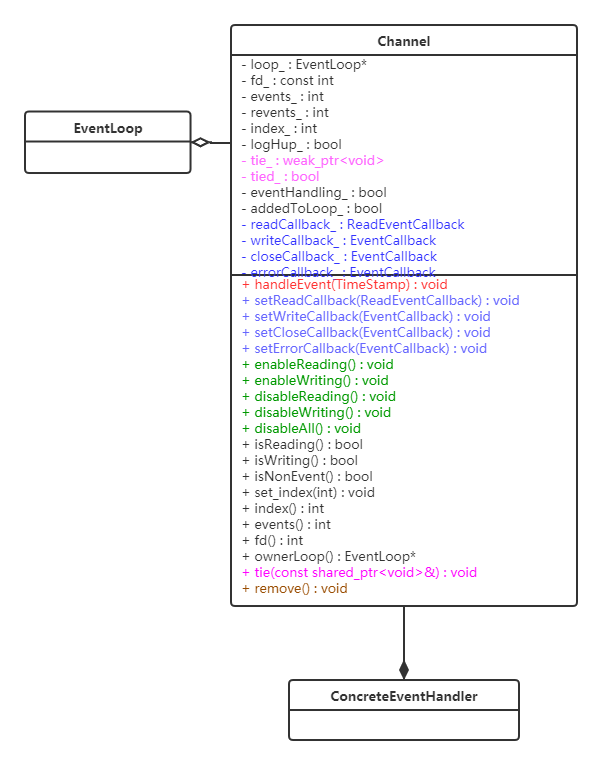 Channel
- loop_ : EventLoop*
- fd_ : const int
- events_ : int
- revents_ : int
- index_ : int
- logHup_ : bool
- tie_ : weak_ptr<void>
- tied_ : bool
- eventHandling_ : bool
- addedToLoop_ : bool
- readCallback_ : ReadEventCallback
- writeCallback_ : EventCallback
- closeCallback_ : EventCallback
- errorCallback_ : EventCallback
EventLoop
+ handleEvent(TimeStamp) : void
+ setReadCallback(ReadEventCallback) : void
+ setWriteCallback(EventCallback) : void
+ setCloseCallback(EventCallback) : void
+ setErrorCallback(EventCallback) : void
+ enableReading() : void
+ enableWriting() : void
+ disableReading() : void
+ disableWriting() : void
+ disableAll() : void
+ isReading() : bool
+ isWriting() : bool
+ isNonEvent() : bool
+ set_index(int) : void
+ index() : int
+ events() : int
+ fd() : int
+ ownerLoop() : EventLoop*
+ tie(const shared_ptr<void>&) : void
+ remove() : void
ConcreteEventHandler